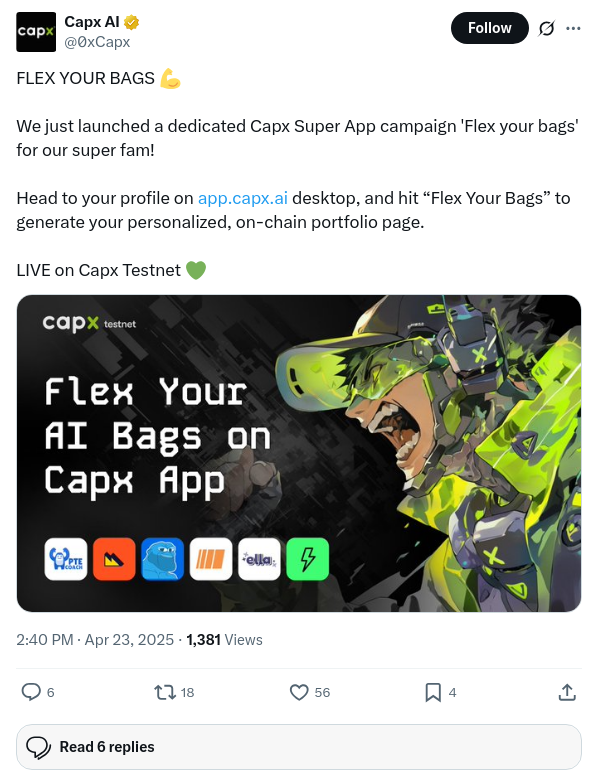 Capx AI
@0xCapx
Follow
FLEX YOUR BAGS 💪
We just launched a dedicated Capx Super App campaign 'Flex your bags'
for our super fam!
Head to your profile on app.capx.ai desktop, and hit “Flex Your Bags” to
generate your personalized, on-chain portfolio page.
LIVE on Capx Testnet 💚
capx testnet
Flex Your
AI Bags on
Capx App
PTE
COACH
ella
2:40 PM · Apr 23, 2025 · 1,381 Views
6 18 56 4
Read 6 replies